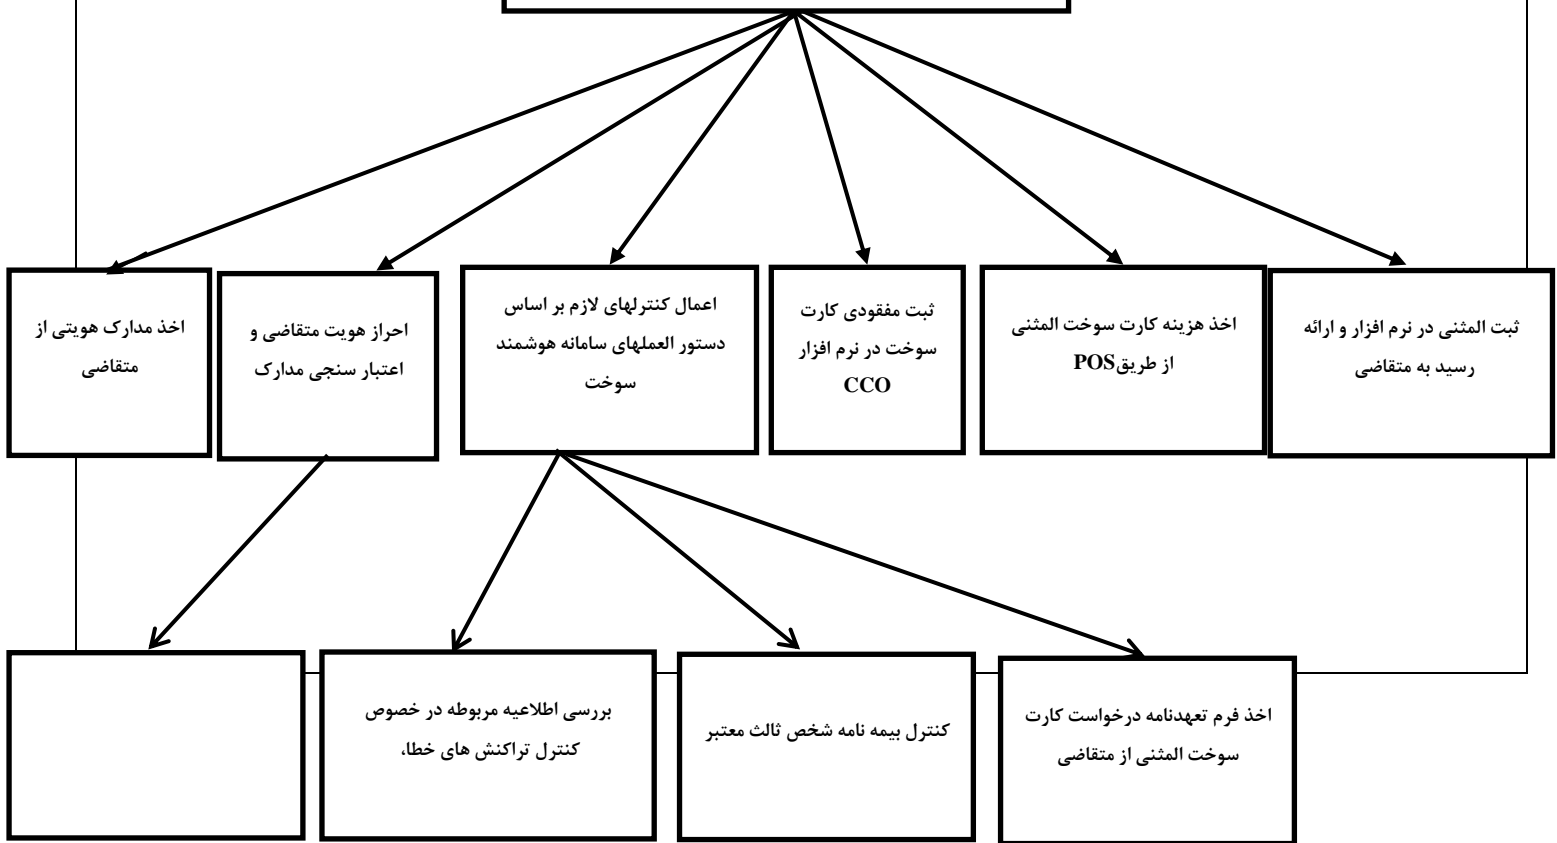 ثبت المثنی در نرم افزار و ارائه
رسید به متقاضی
اخذ هزینه کارت سوخت المثنی
از طریقPOS
ثبت مفقودی کارت
سوخت در نرم افزار
CCO
اعمال کنترلهای لازم بر اساس
دستور العملهای سامانه هوشمند
سوخت
احراز هویت متقاضی و
اعتبار سنجی مدارک
اخذ مدارک هویتی از
متقاضی
اخذ فرم تعهدنامه درخواست کارت
سوخت المثنی از متقاضی
کنترل بیمه نامه شخص ثالث معتبر
بررسی اطلاعیه مربوطه در خصوص
کنترل تراکنش های خطا،